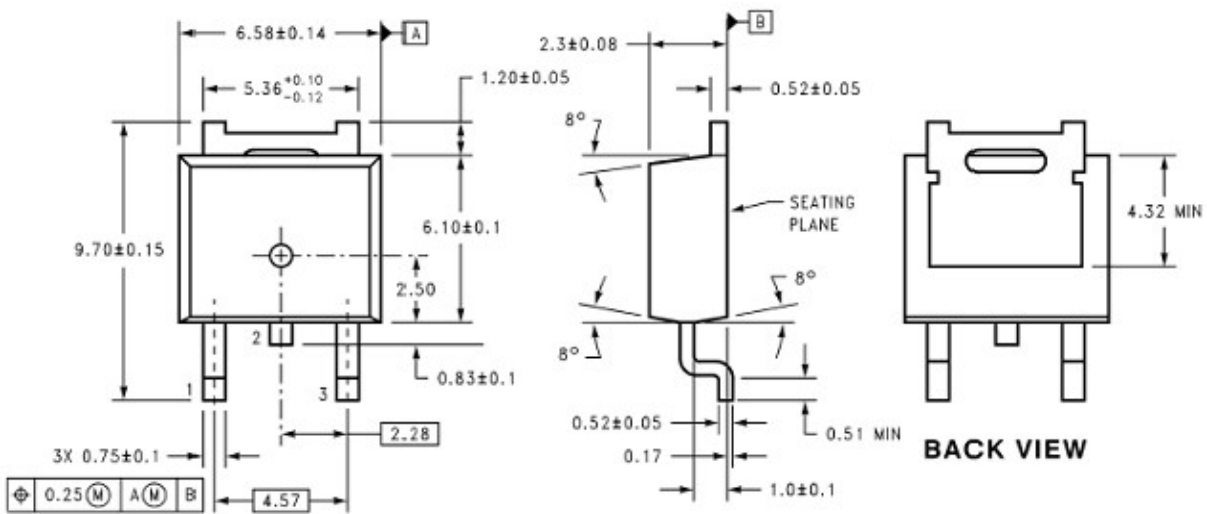 6.58±0.14
A
5.36 +0.10 -0.12
1.20±0.05
9.70±0.15
6.10±0.1
2.50
2
1
3
0.83±0.1
2.28
3X 0.75±0.1
⌖ 0.25 Ⓜ A Ⓜ B
4.57
B
2.3±0.08
0.52±0.05
8°
SEATING
PLANE
8°
8°
0.52±0.05
0.51 MIN
0.17
1.0±0.1
4.32 MIN
BACK VIEW